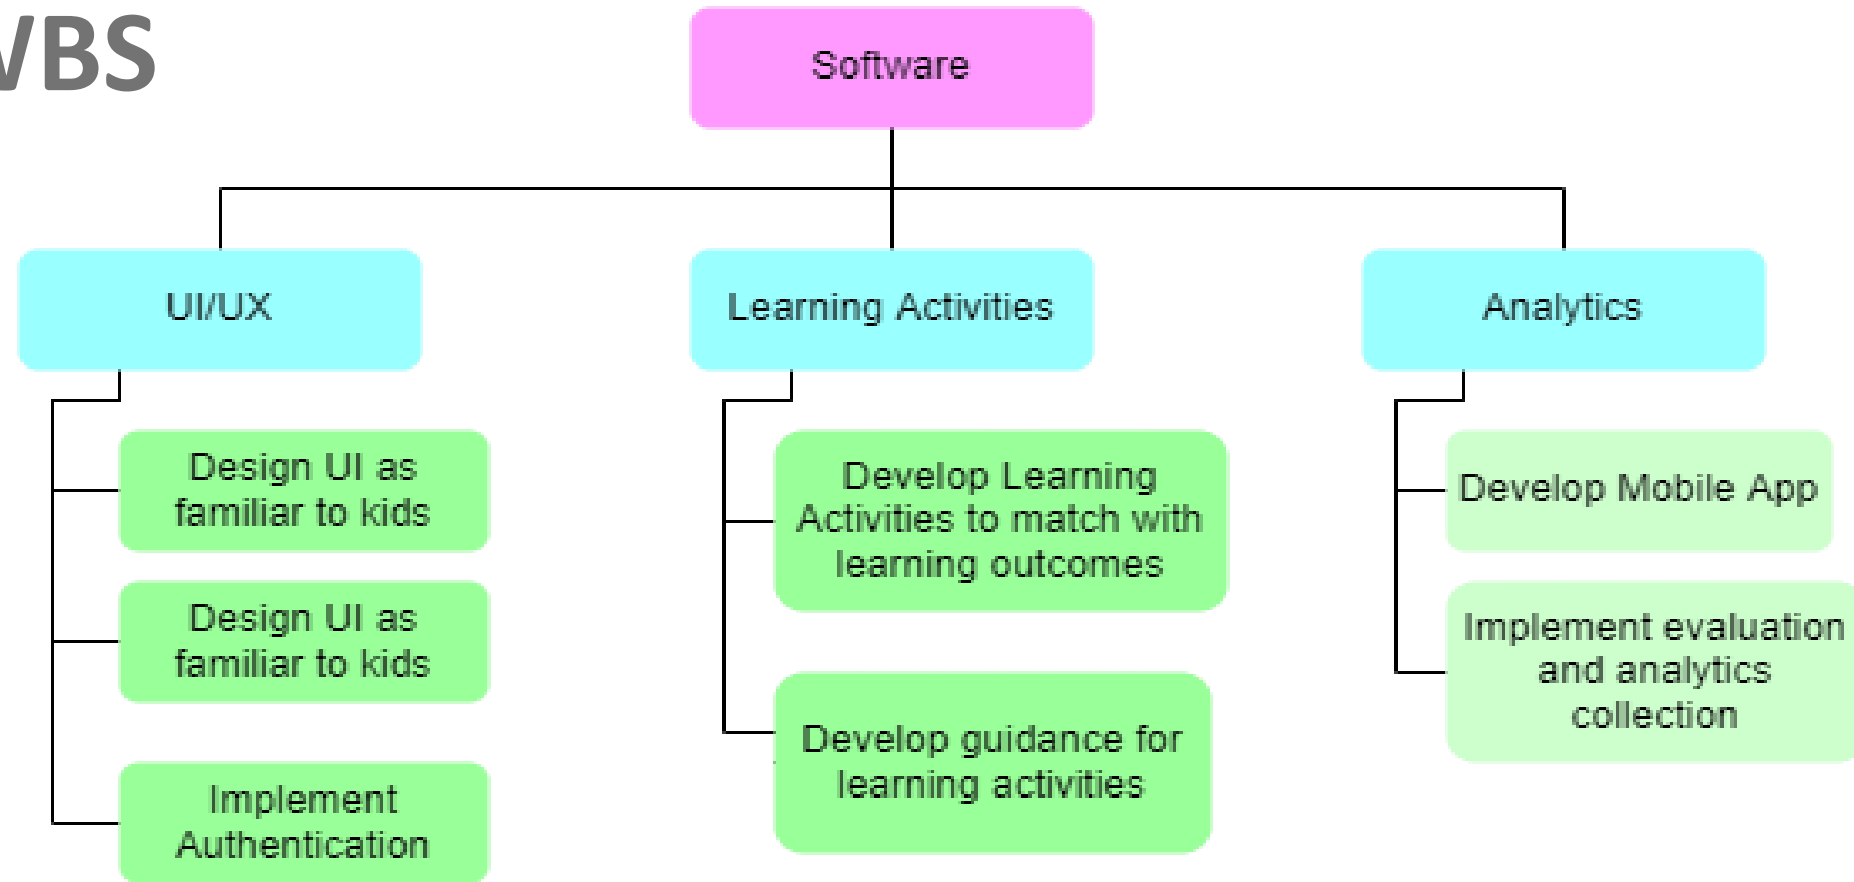 WBS
Software
UI/UX
Learning Activities
Analytics
Design UI as
familiar to kids
Design UI as
familiar to kids
Implement
Authentication
Develop Learning
Activities to match with
learning outcomes
Develop guidance for
learning activities
Develop Mobile App
Implement evaluation
and analytics
collection